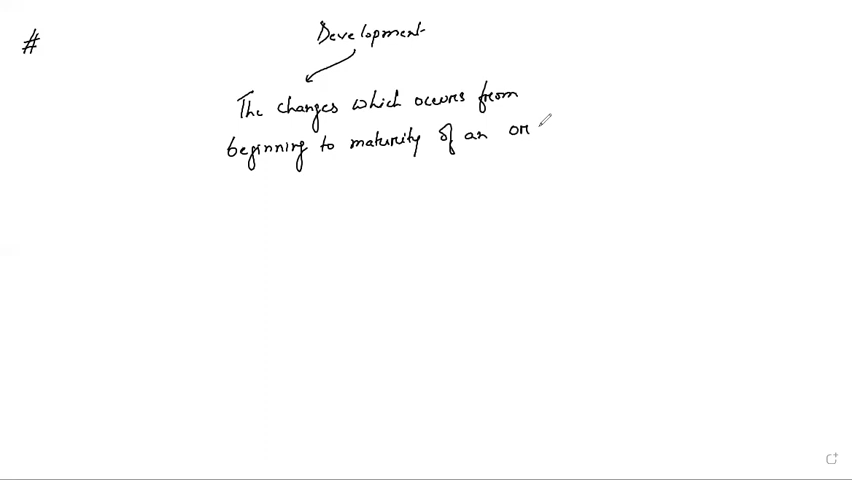 #
Development
The changes which occurs from
beginning to maturity of an or